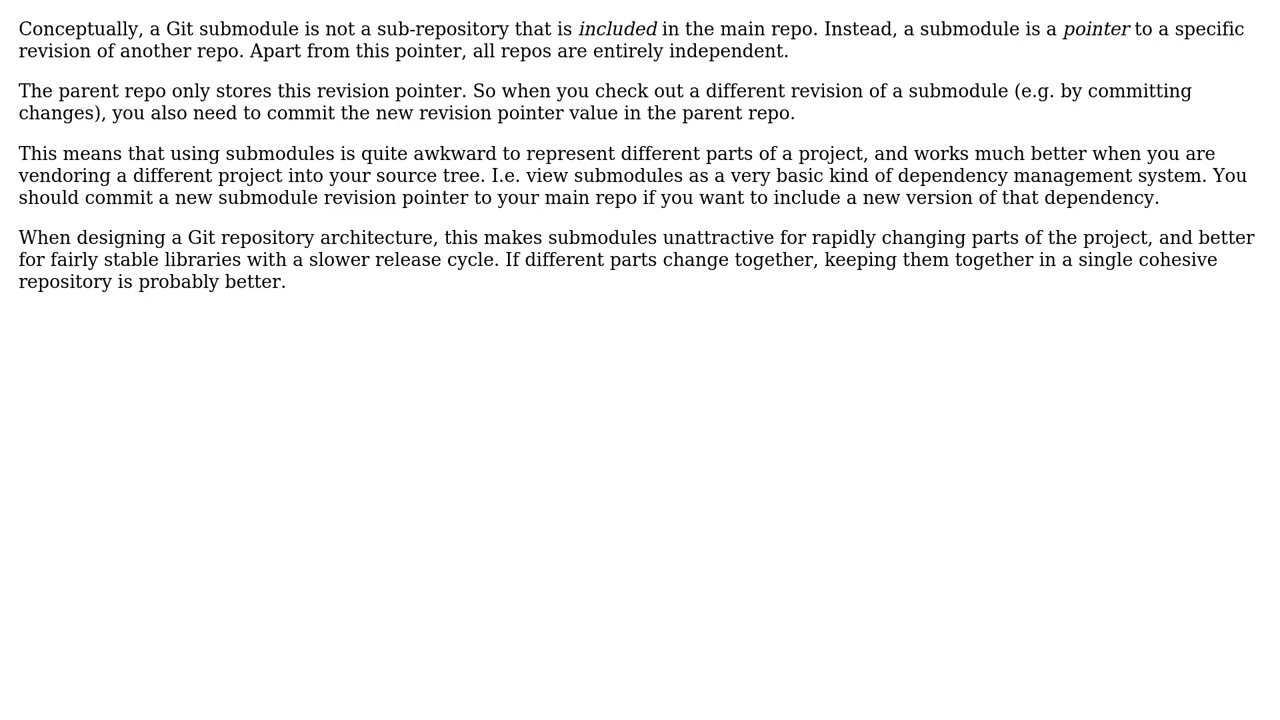 Conceptually, a Git submodule is not a sub-repository that is included in the main repo. Instead, a submodule is a pointer to a specific
revision of another repo. Apart from this pointer, all repos are entirely independent.
The parent repo only stores this revision pointer. So when you check out a different revision of a submodule (e.g. by committing
changes), you also need to commit the new revision pointer value in the parent repo.
This means that using submodules is quite awkward to represent different parts of a project, and works much better when you are
vendoring a different project into your source tree. I.e. view submodules as a very basic kind of dependency management system. You
should commit a new submodule revision pointer to your main repo if you want to include a new version of that dependency.
When designing a Git repository architecture, this makes submodules unattractive for rapidly changing parts of the project, and better
for fairly stable libraries with a slower release cycle. If different parts change together, keeping them together in a single cohesive
repository is probably better.